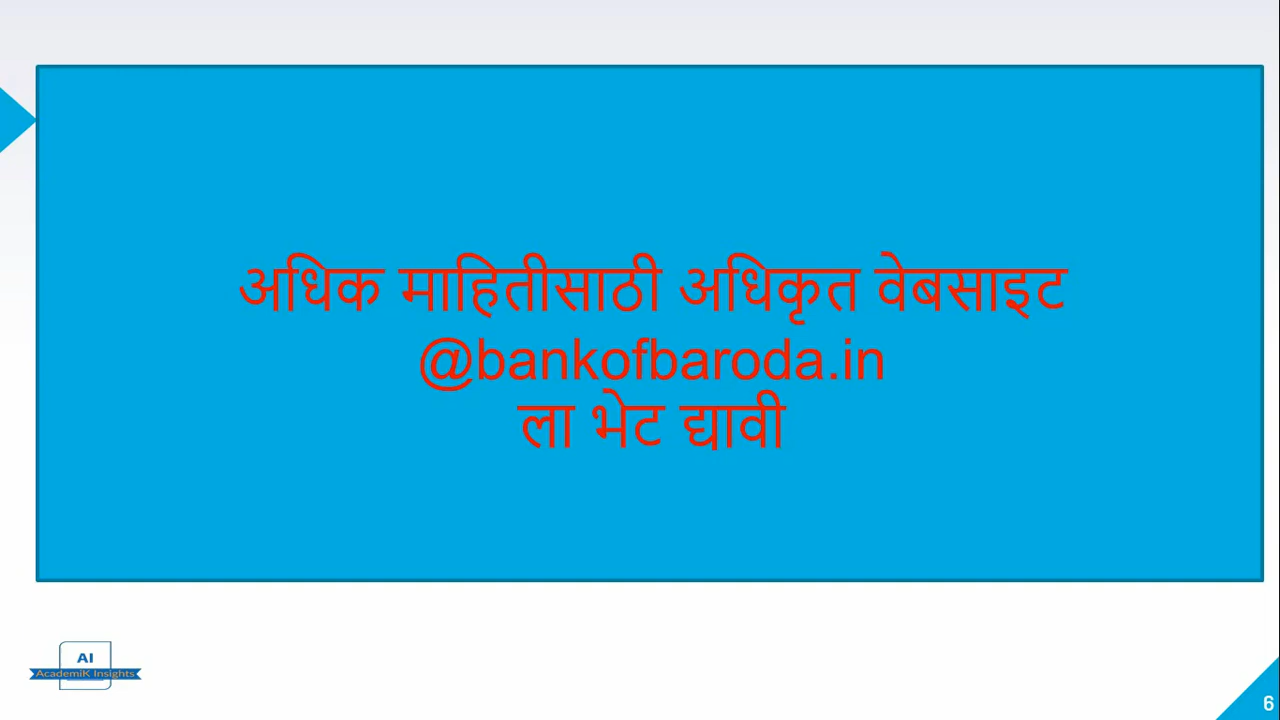 अधिक माहितीसाठी अधिकृत वेबसाइट
@bankofbaroda.in
ला भेट द्यावी
AI
AcademiK Insights
6